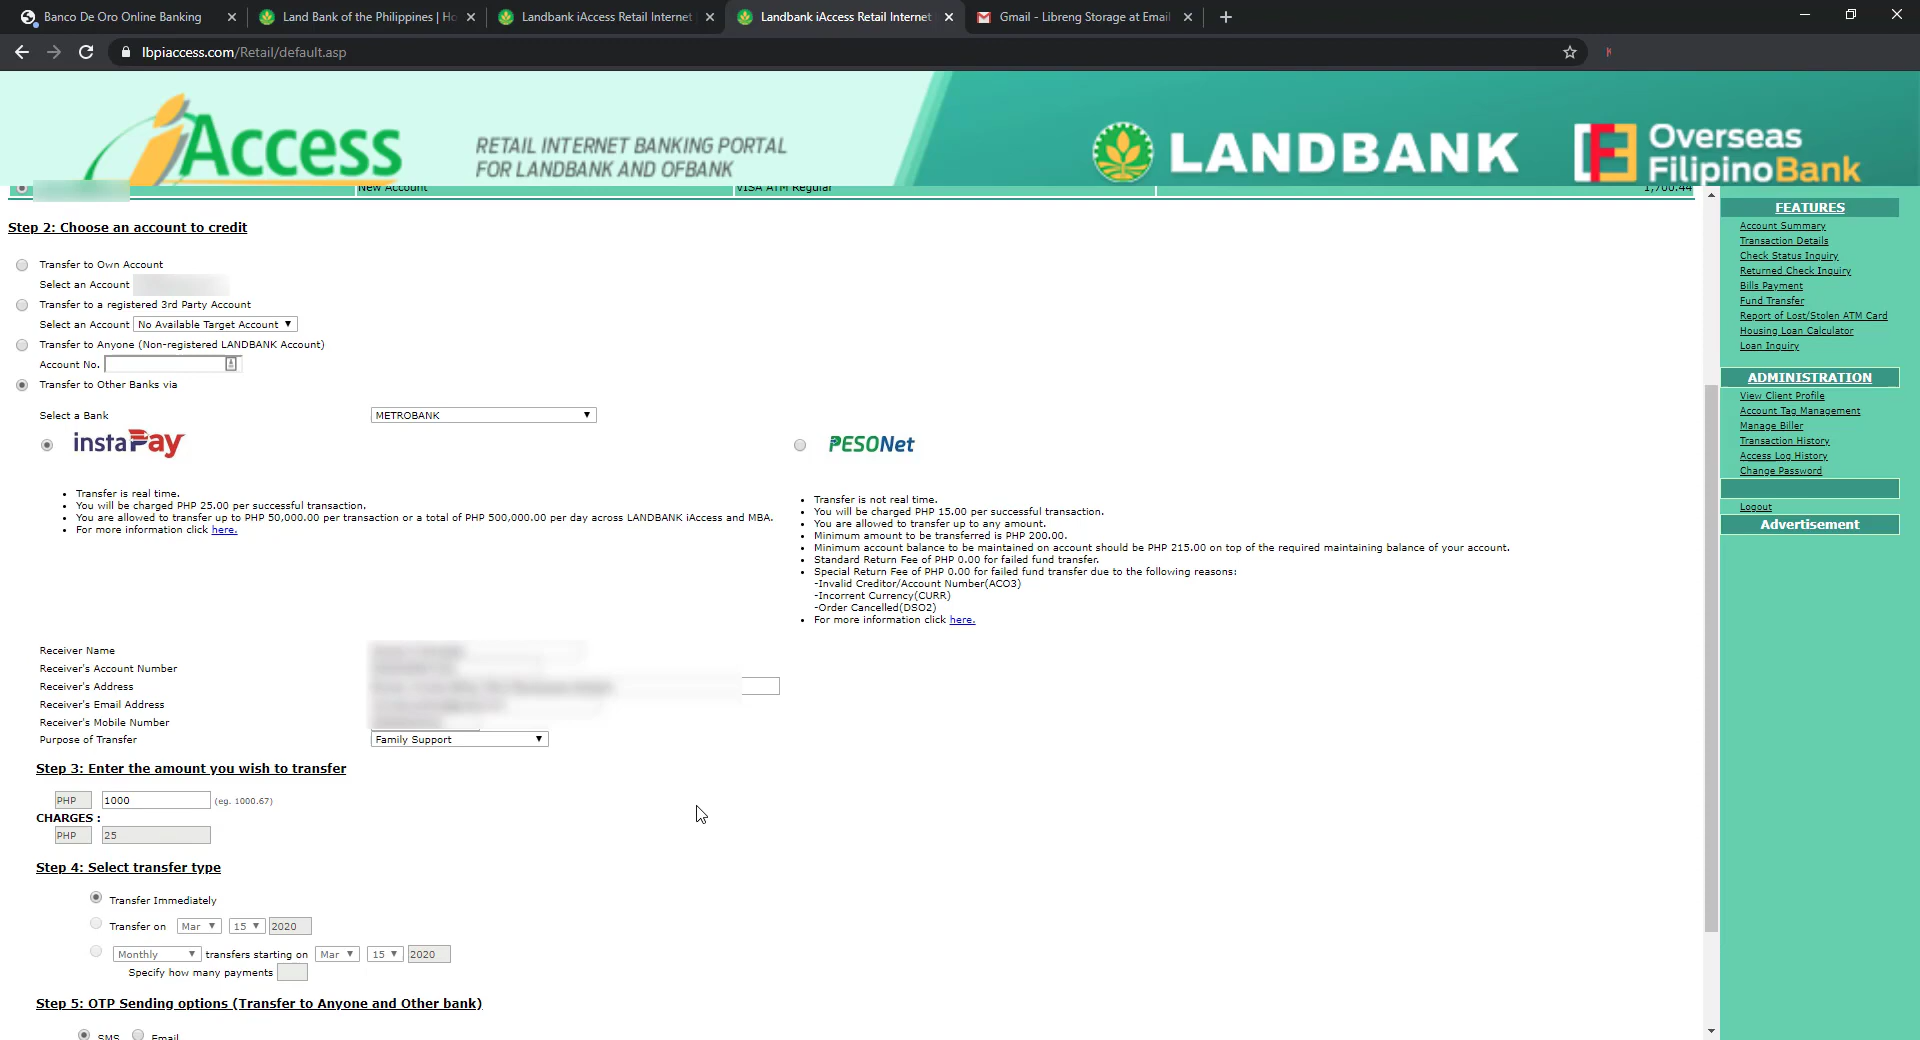 Banco De Oro Online Banking
Land Bank of the Philippines | Ho
Landbank iAccess Retail Internet
Landbank iAccess Retail Internet
Gmail - Libreng Storage at Email
lbpiaccess.com/Retail/default.asp
iAccess
RETAIL INTERNET BANKING PORTAL
FOR LANDBANK AND OFBANK
LANDBANK
Overseas
FilipinoBank
New Account
VISA ATM Regular
1,700.44
Step 2: Choose an account to credit
Transfer to Own Account
Select an Account
Transfer to a registered 3rd Party Account
Select an Account No Available Target Account
Transfer to Anyone (Non-registered LANDBANK Account)
Account No.
Transfer to Other Banks via
Select a Bank METROBANK
instaPay
Transfer is real time.
You will be charged PHP 25.00 per successful transaction.
You are allowed to transfer up to PHP 50,000.00 per transaction or a total of PHP 500,000.00 per day across LANDBANK iAccess and MBA.
For more information click here.
PESONet
Transfer is not real time.
You will be charged PHP 15.00 per successful transaction.
You are allowed to transfer up to any amount.
Minimum amount to be transferred is PHP 200.00.
Minimum account balance to be maintained on account should be PHP 215.00 on top of the required maintaining balance of your account.
Standard Return Fee of PHP 0.00 for failed fund transfer.
Special Return Fee of PHP 0.00 for failed fund transfer due to the following reasons:
-Invalid Creditor/Account Number(ACO3)
-Incorrent Currency(CURR)
-Order Cancelled(DSO2)
For more information click here.
Receiver Name
Receiver's Account Number
Receiver's Address
Receiver's Email Address
Receiver's Mobile Number
Purpose of Transfer Family Support
Step 3: Enter the amount you wish to transfer
PHP 1000 (eg. 1000.67)
CHARGES :
PHP 25
Step 4: Select transfer type
Transfer Immediately
Transfer on Mar 15 2020
Monthly transfers starting on Mar 15 2020
Specify how many payments
Step 5: OTP Sending options (Transfer to Anyone and Other bank)
SMS Email
FEATURES
Account Summary
Transaction Details
Check Status Inquiry
Returned Check Inquiry
Bills Payment
Fund Transfer
Report of Lost/Stolen ATM Card
Housing Loan Calculator
Loan Inquiry
ADMINISTRATION
View Client Profile
Account Tag Management
Manage Biller
Transaction History
Access Log History
Change Password
Logout
Advertisement